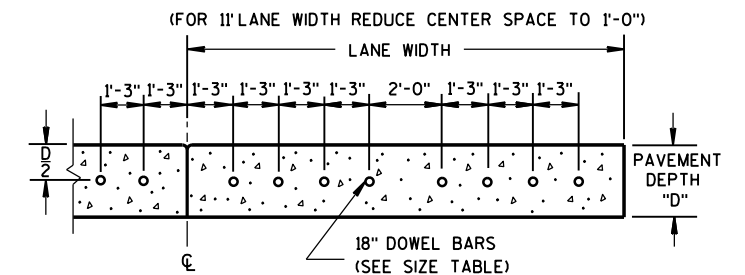 (FOR 11' LANE WIDTH REDUCE CENTER SPACE TO 1'-0")
LANE WIDTH
1'-3" 1'-3" 1'-3" 1'-3" 1'-3" 1'-3" 2'-0" 1'-3" 1'-3" 1'-3"
D
2
PAVEMENT
DEPTH
"D"
18" DOWEL BARS
(SEE SIZE TABLE)
℄